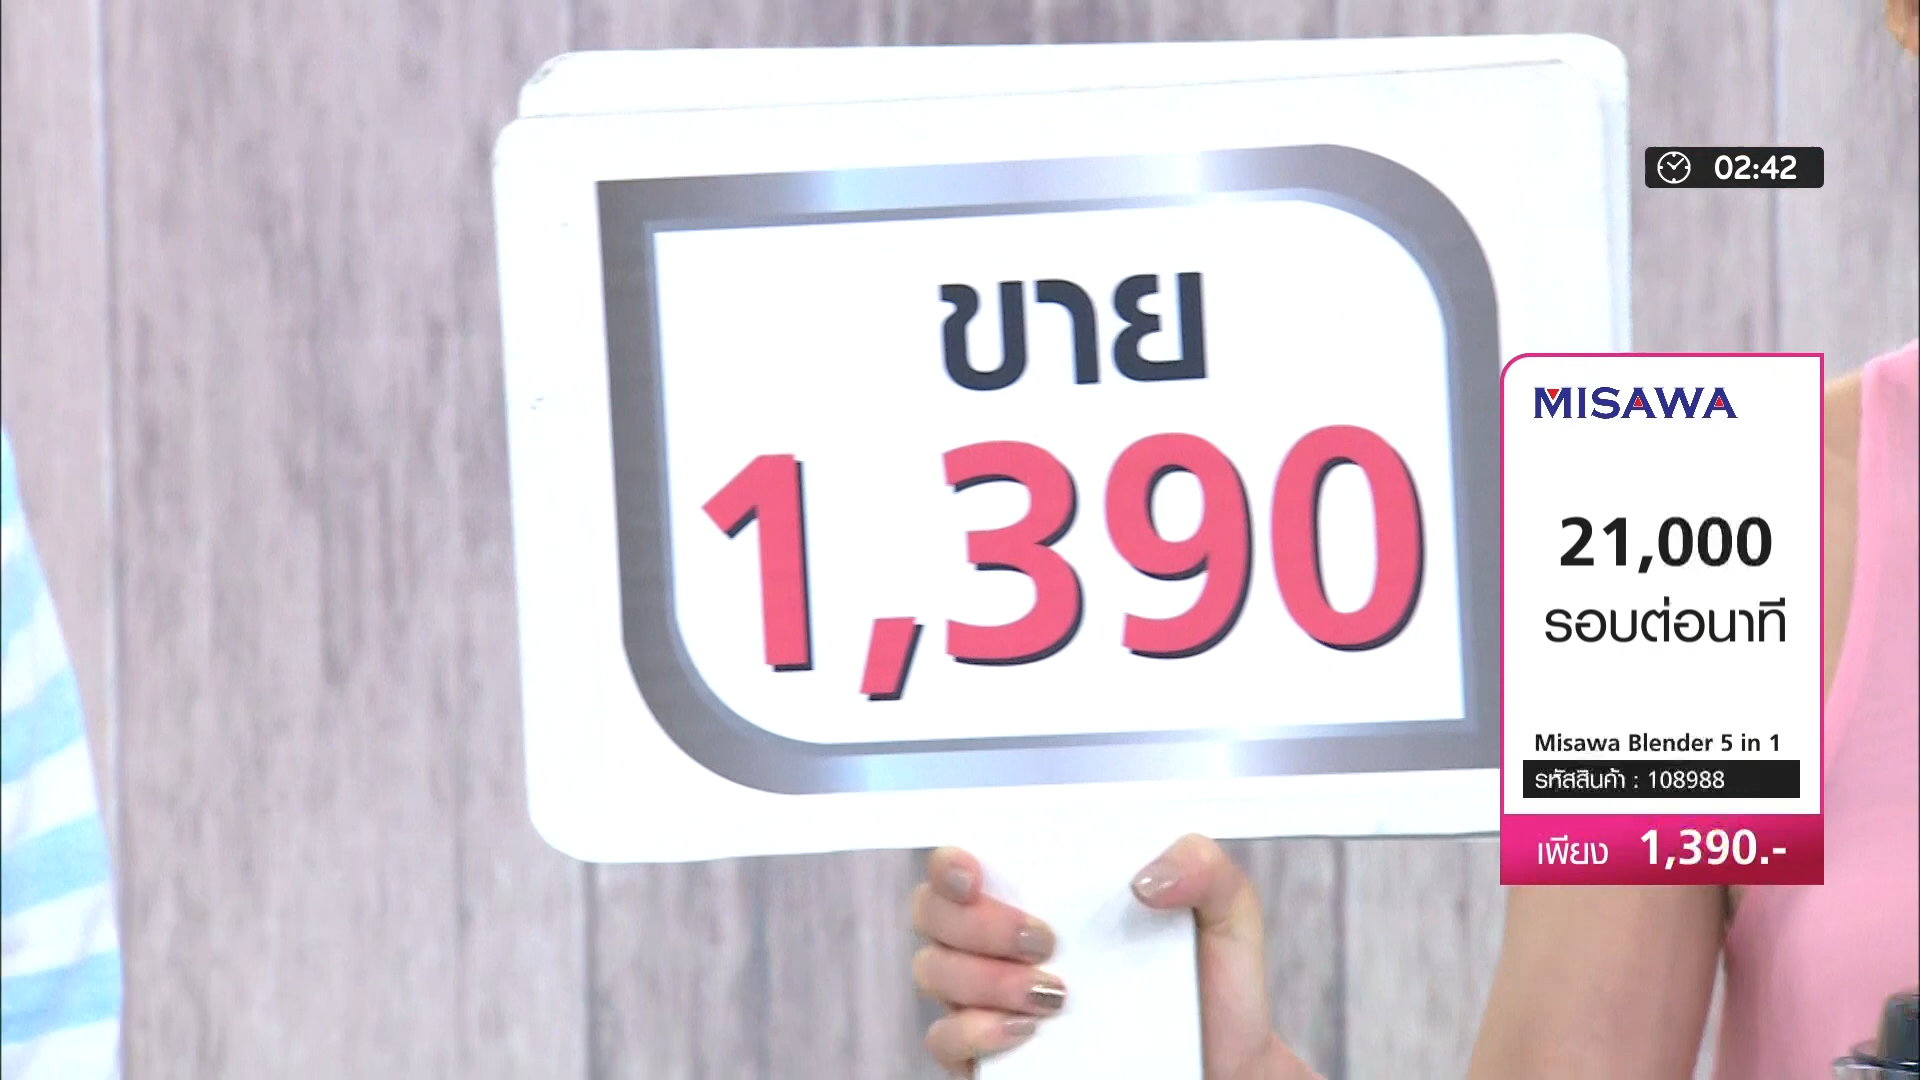 ขาย
1,390
02:42
MISAWA
21,000
รอบต่อนาที
Misawa Blender 5 in 1
รหัสสินค้า : 108988
เพียง 1,390.-